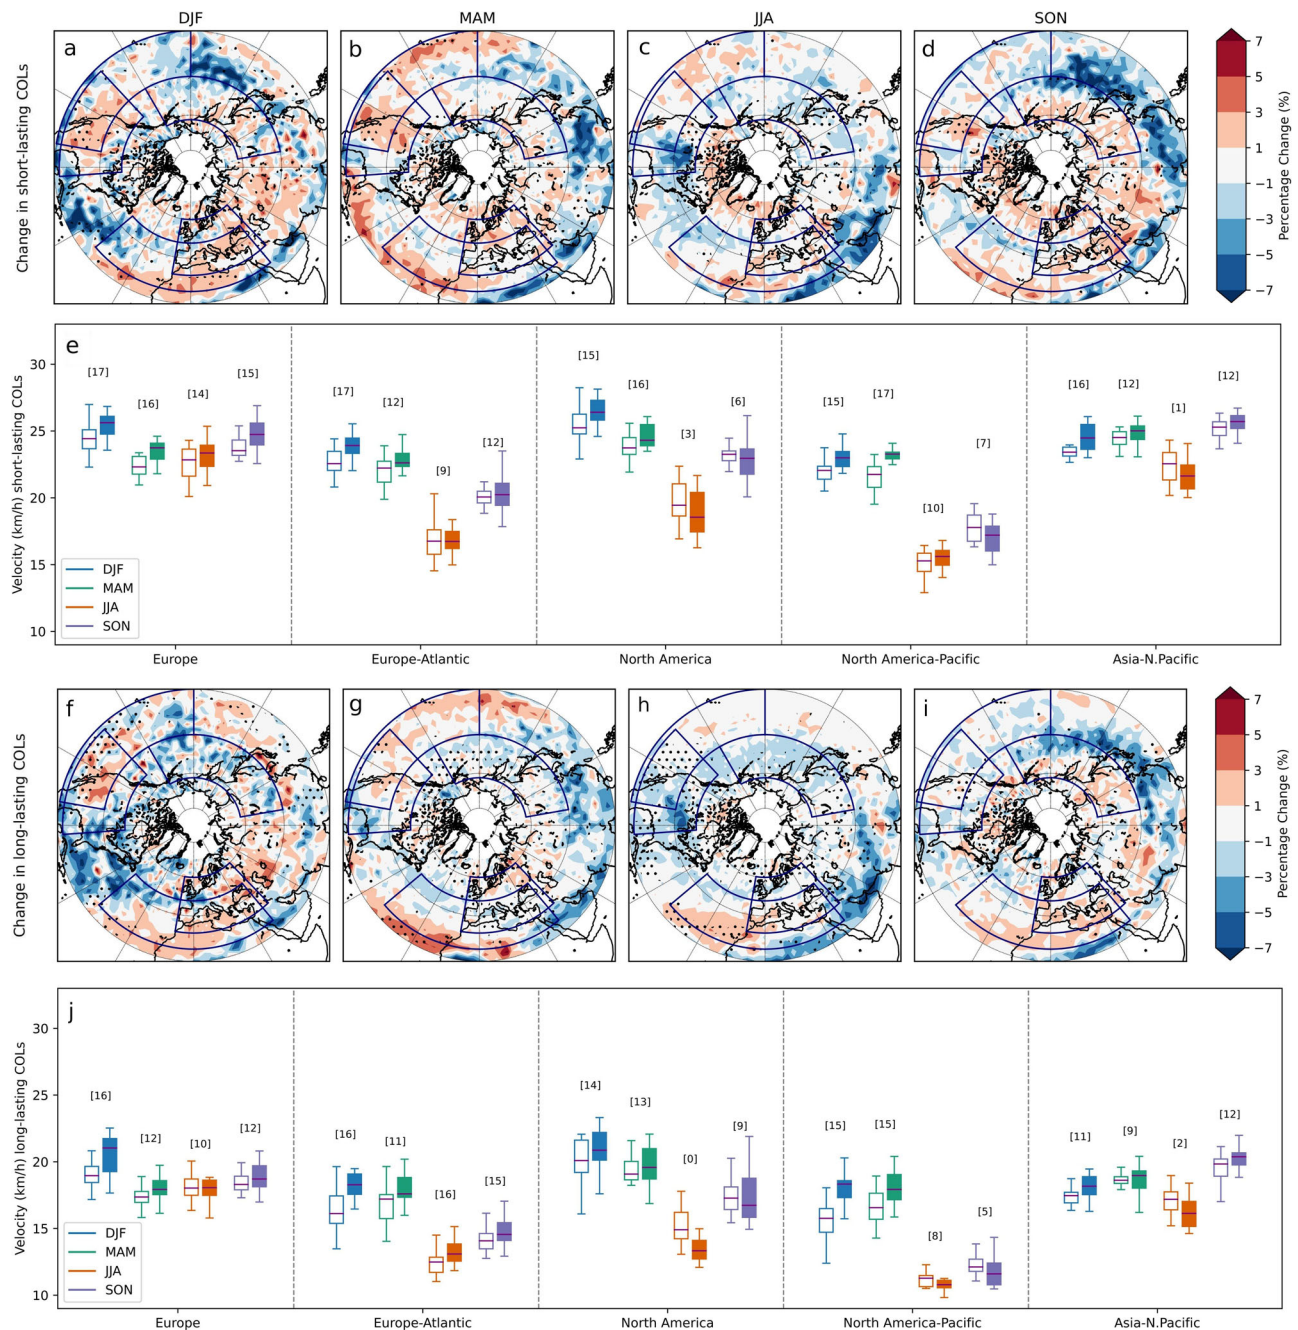 DJF MAM JJA SON
a b c d
Change in short-lasting COLs
7
5
3
1
−1
−3
−5
−7
Percentage Change (%)
e
Velocity (km/h) short-lasting COLs
30
25
20
15
10
[17] [16] [14] [15] [17] [12] [9] [12] [15] [16] [3] [6] [15] [17] [10] [7] [16] [12] [1] [12]
DJF
MAM
JJA
SON
Europe Europe-Atlantic North America North America-Pacific Asia-N.Pacific
f g h i
Change in long-lasting COLs
7
5
3
1
−1
−3
−5
−7
Percentage Change (%)
j
Velocity (km/h) long-lasting COLs
30
25
20
15
10
[16] [12] [10] [12] [16] [11] [16] [15] [14] [13] [0] [9] [15] [15] [8] [5] [11] [9] [2] [12]
DJF
MAM
JJA
SON
Europe Europe-Atlantic North America North America-Pacific Asia-N.Pacific